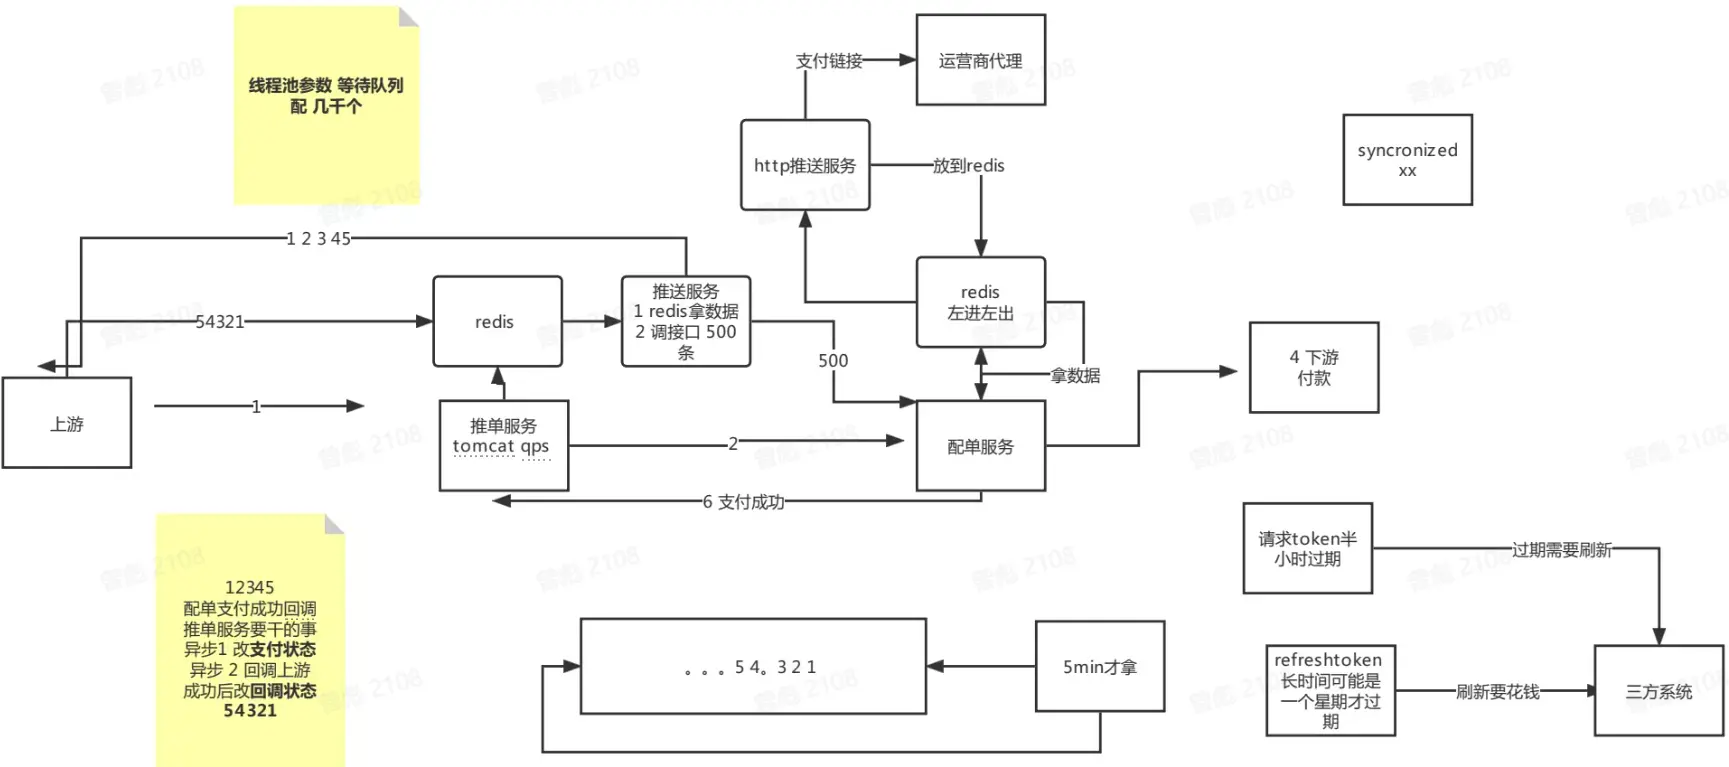 线程池参数 等待队列
配 几千个
支付链接
运营商代理
http推送服务
放到redis
syncronized
xx
1 2 3 45
54321
redis
推送服务
1 redis拿数据
2 调接口 500
条
redis
左进左出
500
拿数据
4 下游
付款
上游
1
推单服务
tomcat qps
2
配单服务
6 支付成功
请求token半
小时过期
过期需要刷新
12345
配单支付成功回调
推单服务要干的事
异步1 改支付状态
异步 2 回调上游
成功后改回调状态
54321
。。。5 4。3 2 1
5min才拿
refreshtoken
长时间可能是
一个星期才过
期
刷新要花钱
三方系统
曾彪 2108